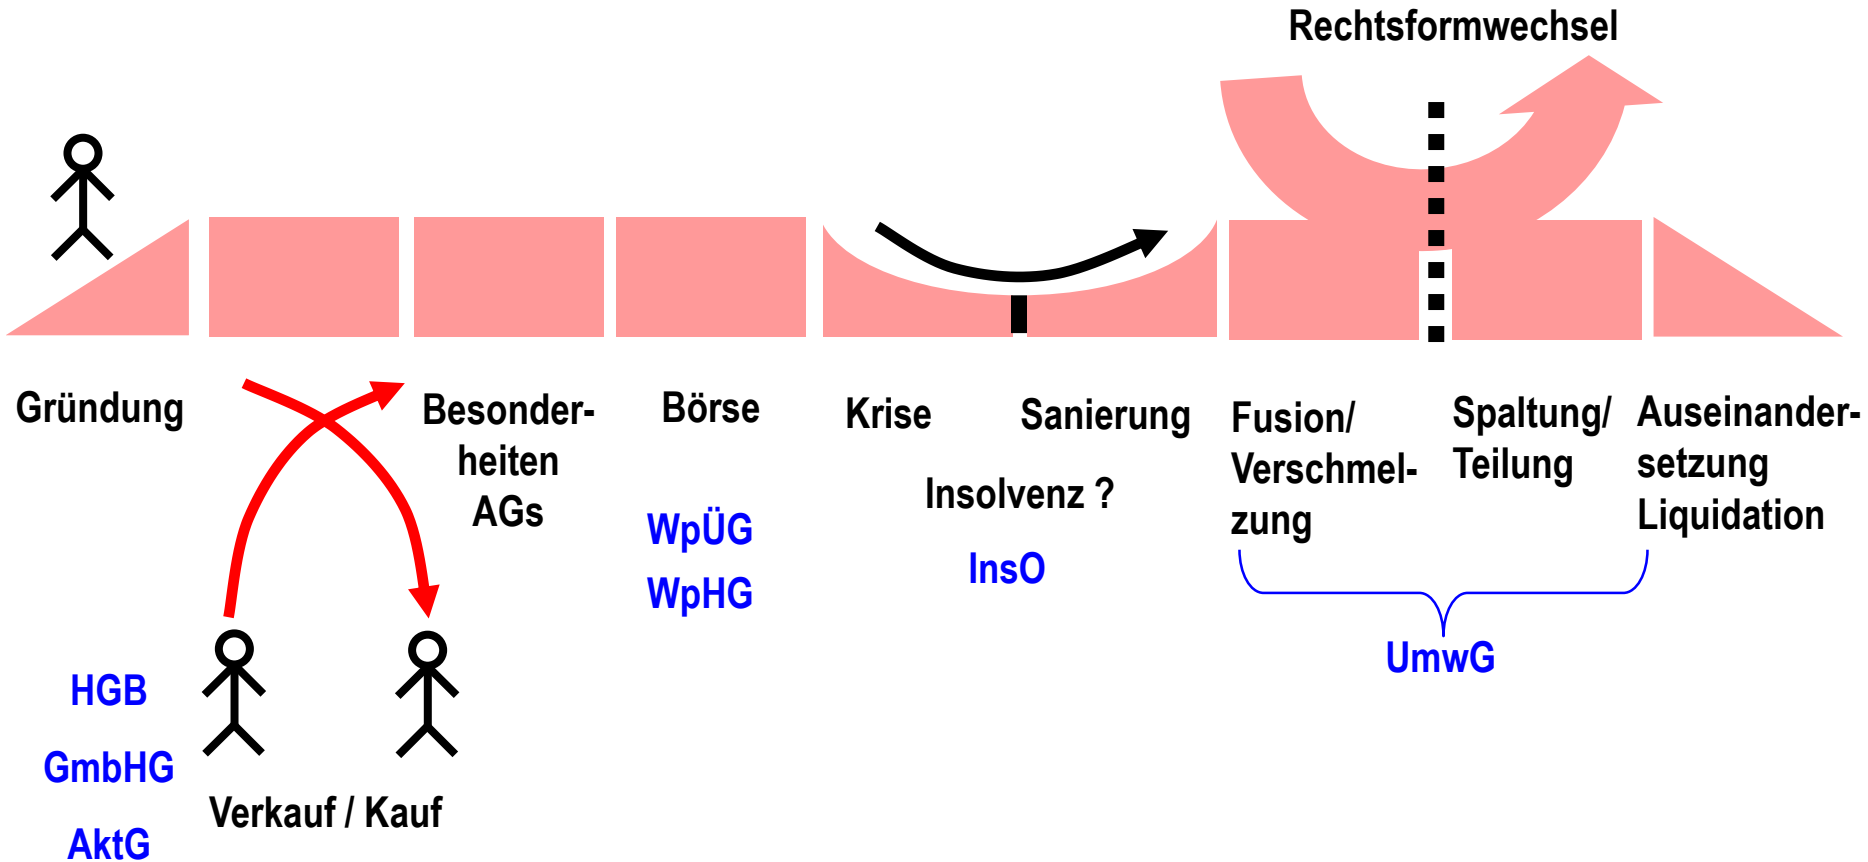 Rechtsformwechsel
Gründung
Besonder-
heiten
AGs
Börse
WpÜG
WpHG
Krise
Sanierung
Insolvenz ?
InsO
Fusion/
Verschmel-
zung
Spaltung/
Teilung
Auseinander-
setzung
Liquidation
UmwG
HGB
GmbHG
AktG
Verkauf / Kauf